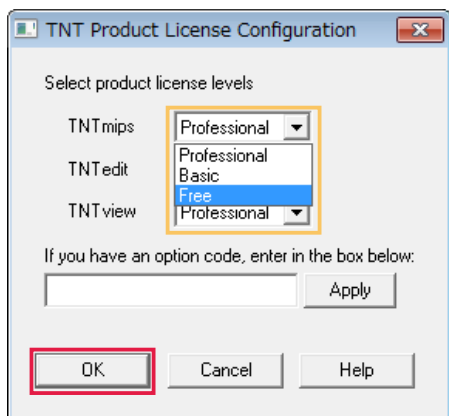 TNT Product License Configuration
Select product license levels
TNTmips
Professional
Professional
Basic
Free
TNTedit
TNTview
Professional
If you have an option code, enter in the box below:
Apply
OK
Cancel
Help